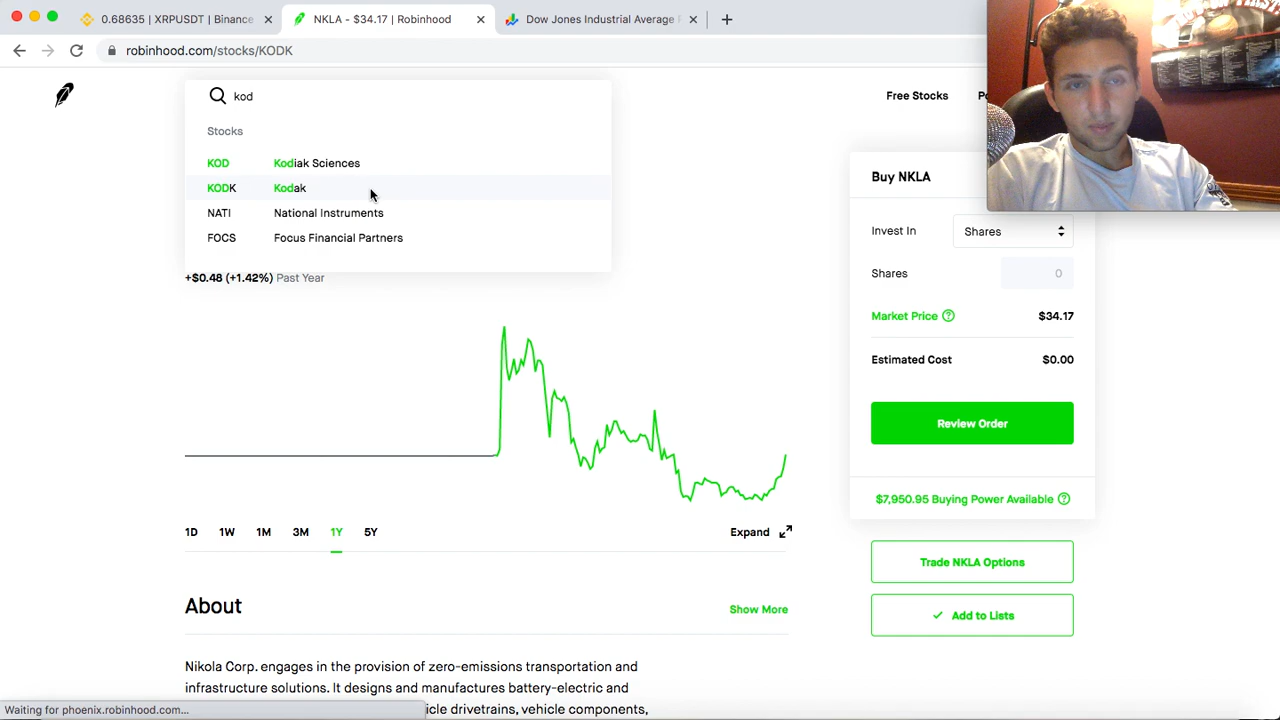 0.68635 | XRPUSDT | Binance
NKLA - $34.17 | Robinhood
Dow Jones Industrial Average
robinhood.com/stocks/KODK
kod
Free Stocks
Stocks
KOD Kodiak Sciences
KODK Kodak
NATI National Instruments
FOCS Focus Financial Partners
+$0.48 (+1.42%) Past Year
Buy NKLA
Invest In Shares
Shares 0
Market Price $34.17
Estimated Cost $0.00
Review Order
$7,950.95 Buying Power Available
1D 1W 1M 3M 1Y 5Y Expand
Trade NKLA Options
Add to Lists
About Show More
Nikola Corp. engages in the provision of zero-emissions transportation and
infrastructure solutions. It designs and manufactures battery-electric and
icle drivetrains, vehicle components,
Waiting for phoenix.robinhood.com...